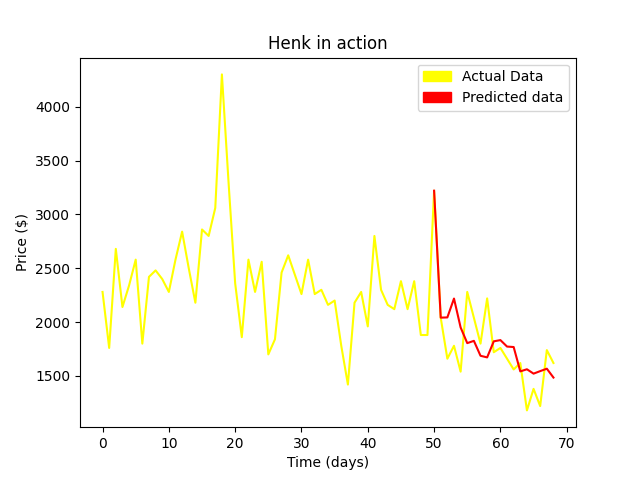 Henk in action
Actual Data
Predicted data
Price ($)
4000
3500
3000
2500
2000
1500
0 10 20 30 40 50 60 70
Time (days)